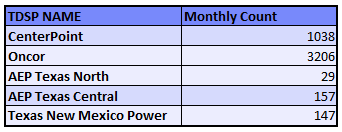 TDSP NAME Monthly Count
CenterPoint 1038
Oncor 3206
AEP Texas North 29
AEP Texas Central 157
Texas New Mexico Power 147